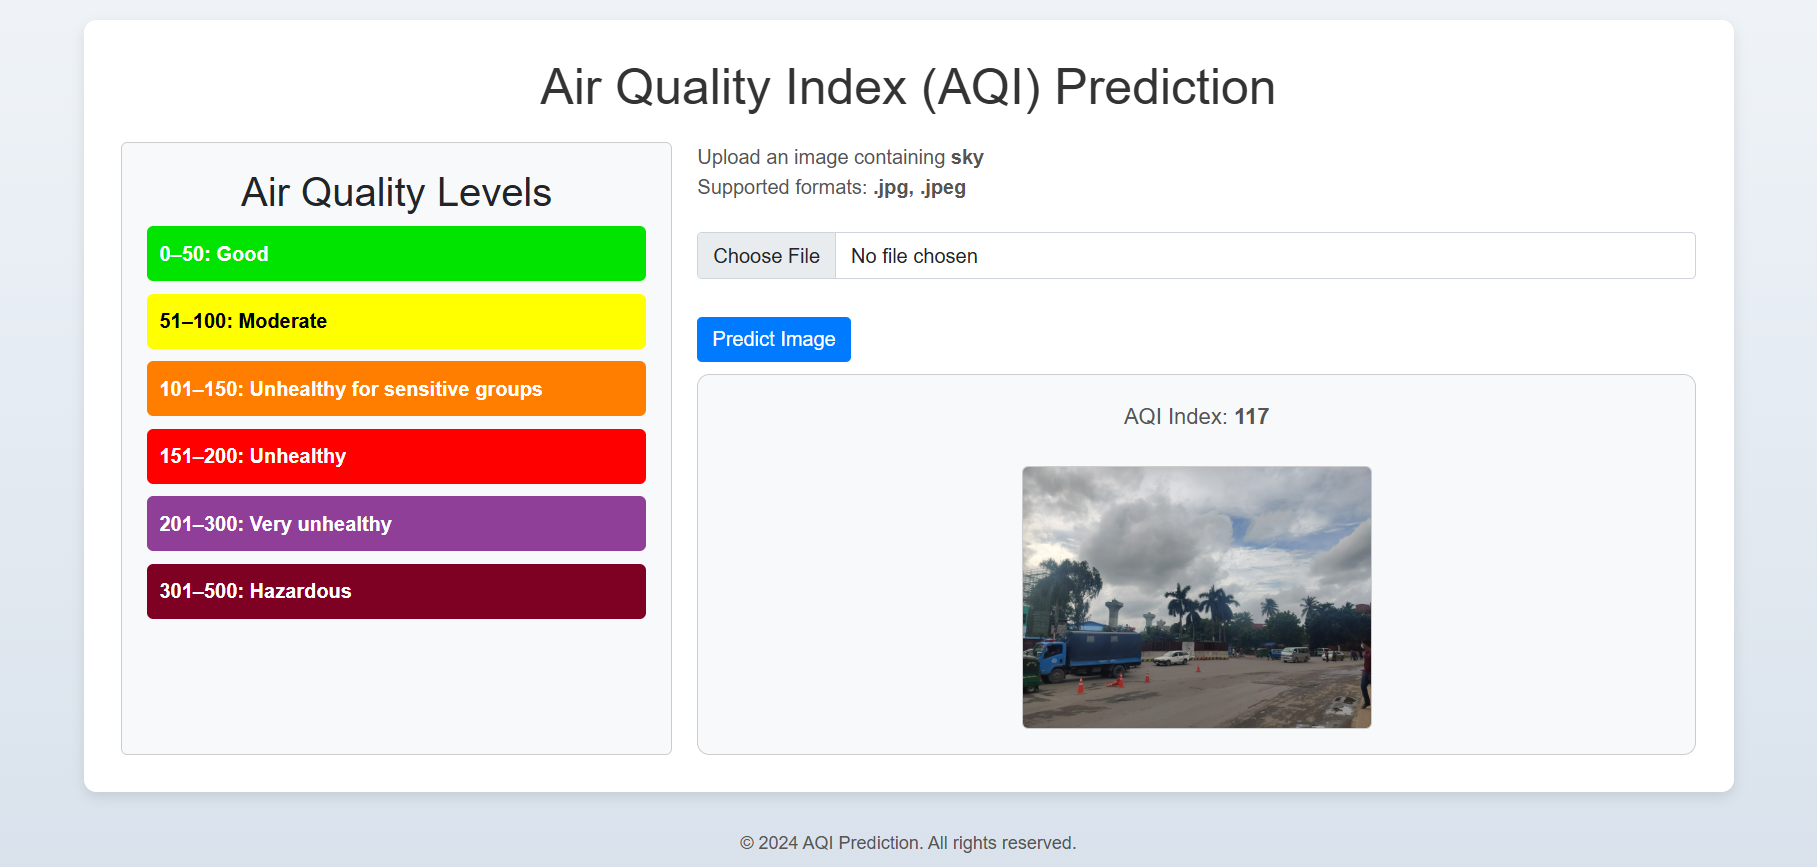 Air Quality Index (AQI) Prediction
Air Quality Levels
0–50: Good
51–100: Moderate
101–150: Unhealthy for sensitive groups
151–200: Unhealthy
201–300: Very unhealthy
301–500: Hazardous
Upload an image containing sky
Supported formats: .jpg, .jpeg
Choose File No file chosen
Predict Image
AQI Index: 117
© 2024 AQI Prediction. All rights reserved.